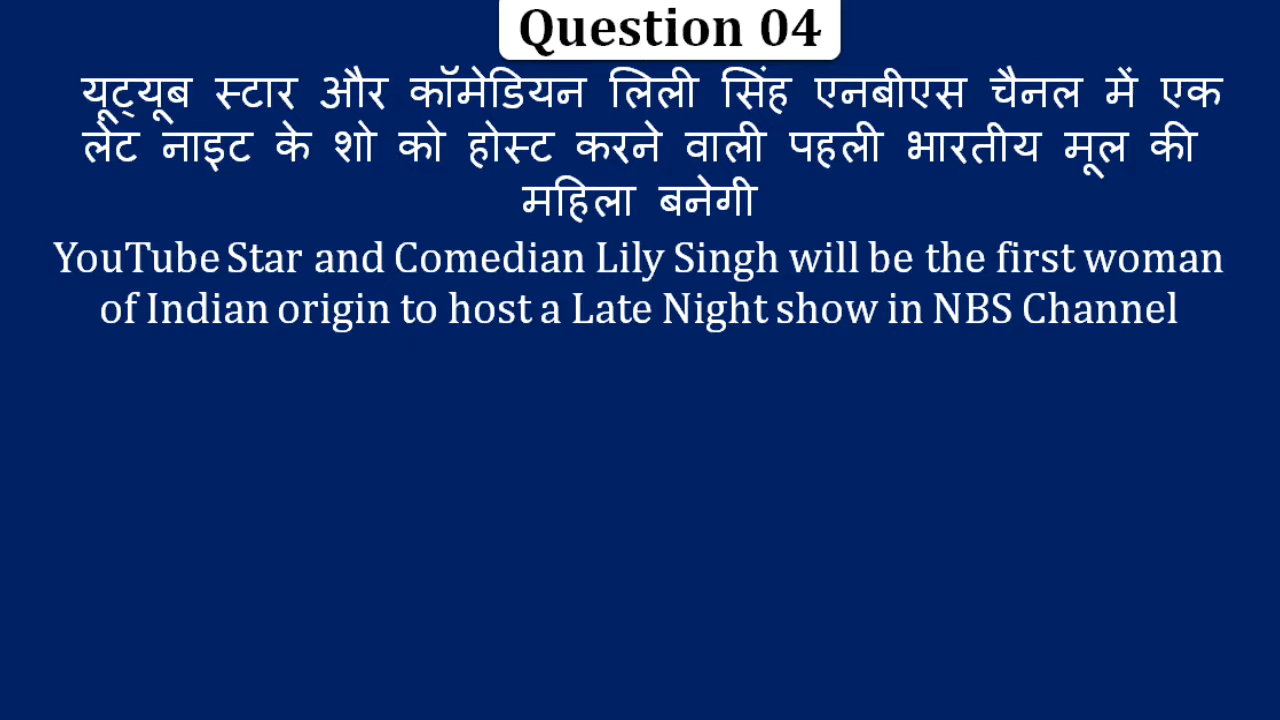 Question 04
यूट्यूब स्टार और कॉमेडियन लिली सिंह एनबीएस चैनल में एक
लेट नाइट के शो को होस्ट करने वाली पहली भारतीय मूल की
महिला बनेगी
YouTube Star and Comedian Lily Singh will be the first woman
of Indian origin to host a Late Night show in NBS Channel